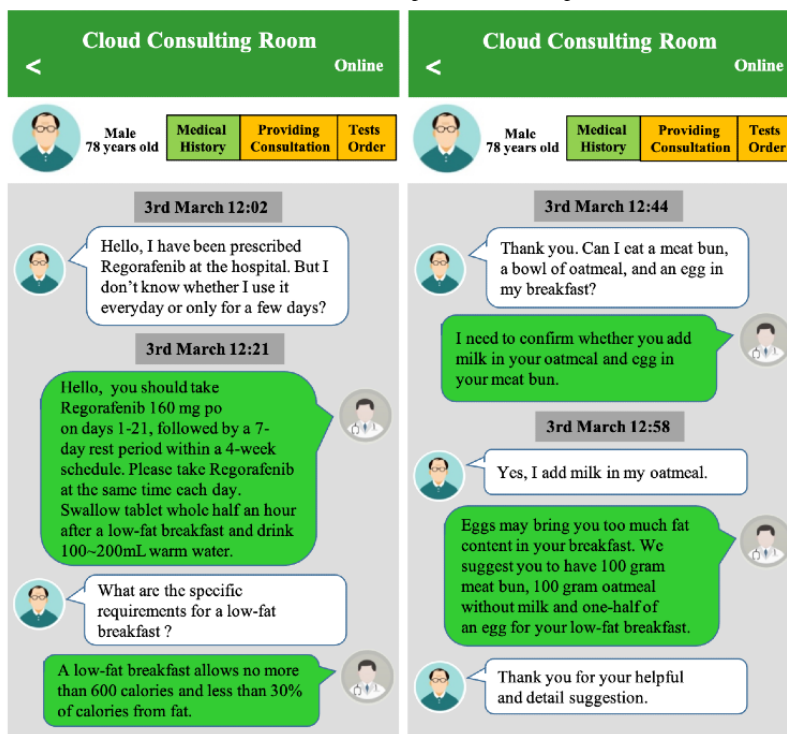 Cloud Consulting Room
<
Online
Male
78 years old
Medical
History
Providing
Consultation
Tests
Order
3rd March 12:02
Hello, I have been prescribed
Regorafenib at the hospital. But I
don't know whether I use it
everyday or only for a few days?
3rd March 12:21
Hello, you should take
Regorafenib 160 mg po
on days 1-21, followed by a 7-
day rest period within a 4-week
schedule. Please take Regorafenib
at the same time each day.
Swallow tablet whole half an hour
after a low-fat breakfast and drink
100~200mL warm water.
What are the specific
requirements for a low-fat
breakfast ?
A low-fat breakfast allows no more
than 600 calories and less than 30%
of calories from fat.
Cloud Consulting Room
<
Online
Male
78 years old
Medical
History
Providing
Consultation
Tests
Order
3rd March 12:44
Thank you. Can I eat a meat bun,
a bowl of oatmeal, and an egg in
my breakfast?
I need to confirm whether you add
milk in your oatmeal and egg in
your meat bun.
3rd March 12:58
Yes, I add milk in my oatmeal.
Eggs may bring you too much fat
content in your breakfast. We
suggest you to have 100 gram
meat bun, 100 gram oatmeal
without milk and one-half of
an egg for your low-fat breakfast.
Thank you for your helpful
and detail suggestion.